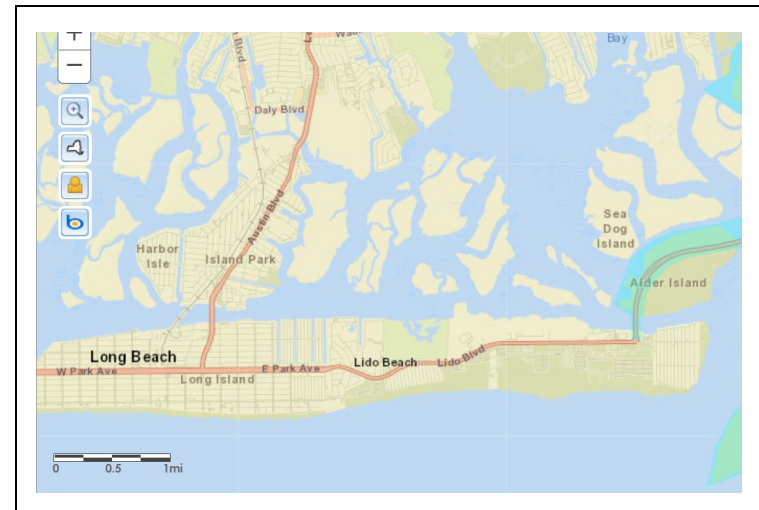 Bay
Daly Blvd
Austin Blvd
Sea
Dog
Island
Harbor
Isle
Island Park
Alder Island
Long Beach
Lido Beach
Lido Blvd
W Park Ave
E Park Ave
Long Island
0 0.5 1mi